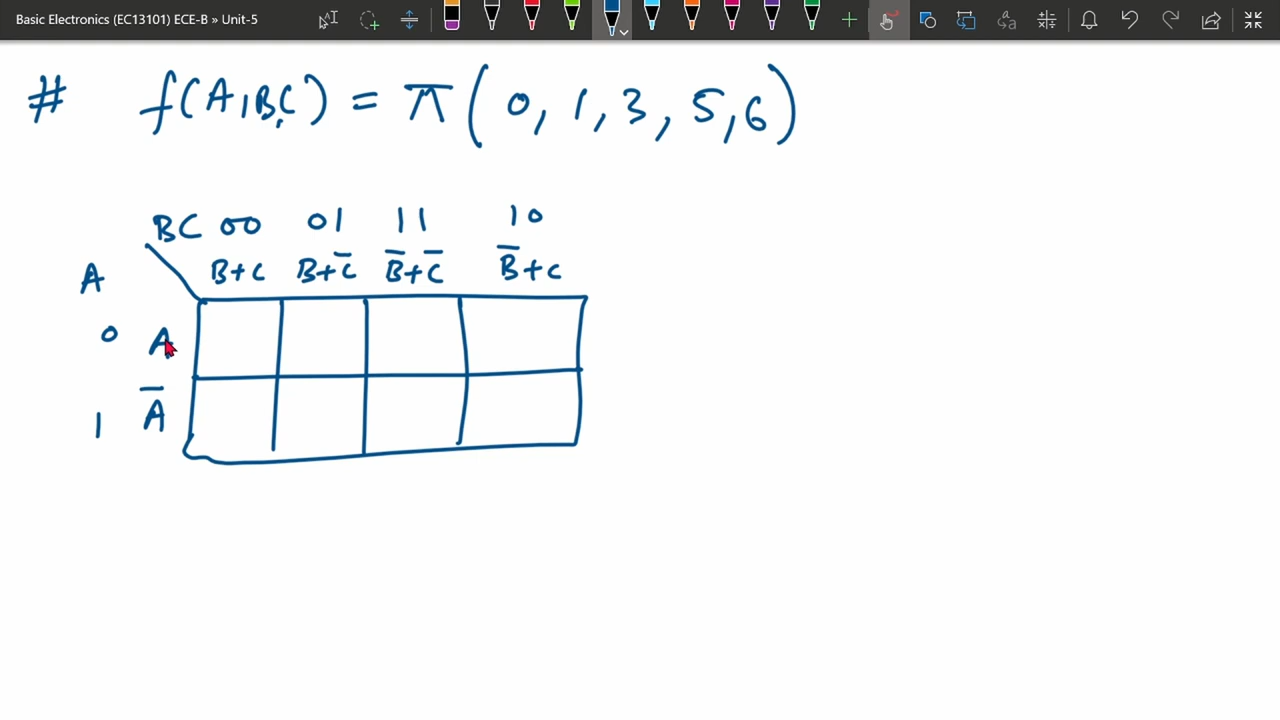 Basic Electronics (EC13101) ECE-B » Unit-5
# f(A,B,C) = π(0, 1, 3, 5, 6)
BC 00 01 11 10
A B+C B+C̅ B̅+C̅ B̅+C
0 A
1 A̅